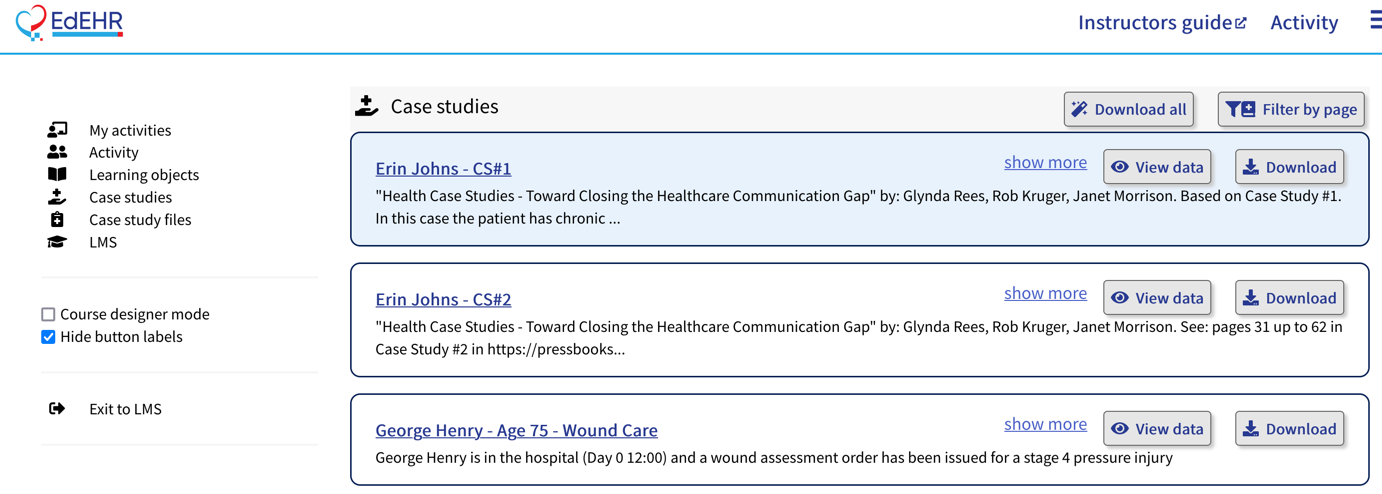 EdEHR
Instructors guide
Activity
My activities
Activity
Learning objects
Case studies
Case study files
LMS
Course designer mode
Hide button labels
Exit to LMS
Case studies
Download all
Filter by page
Erin Johns - CS#1
show more
View data
Download
"Health Case Studies - Toward Closing the Healthcare Communication Gap" by: Glynda Rees, Rob Kruger, Janet Morrison. Based on Case Study #1.
In this case the patient has chronic ...
Erin Johns - CS#2
show more
View data
Download
"Health Case Studies - Toward Closing the Healthcare Communication Gap" by: Glynda Rees, Rob Kruger, Janet Morrison. See: pages 31 up to 62 in
Case Study #2 in https://pressbooks...
George Henry - Age 75 - Wound Care
show more
View data
Download
George Henry is in the hospital (Day 0 12:00) and a wound assessment order has been issued for a stage 4 pressure injury